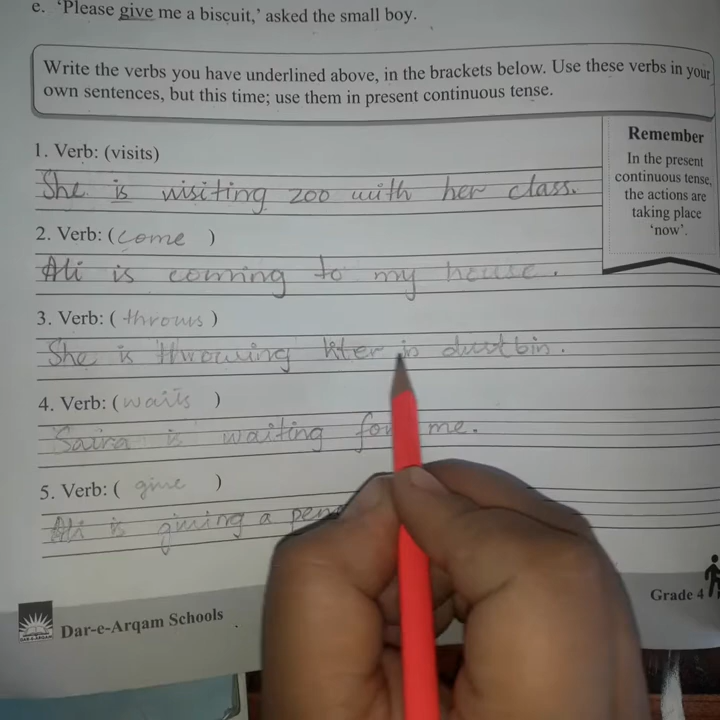 e. ‘Please give me a biscuit,’ asked the small boy.
Write the verbs you have underlined above, in the brackets below. Use these verbs in your
own sentences, but this time; use them in present continuous tense.
Remember
In the present
continuous tense,
the actions are
taking place
‘now’.
1. Verb: (visits)
She is visiting zoo with her class.
2. Verb: (come )
Ali is coming to my house.
3. Verb: (throws)
She is throwing litter in dustbin.
4. Verb: (waits )
Saira is waiting for me.
5. Verb: ( give )
Ali is giving a
Dar-e-Arqam Schools
Grade 4